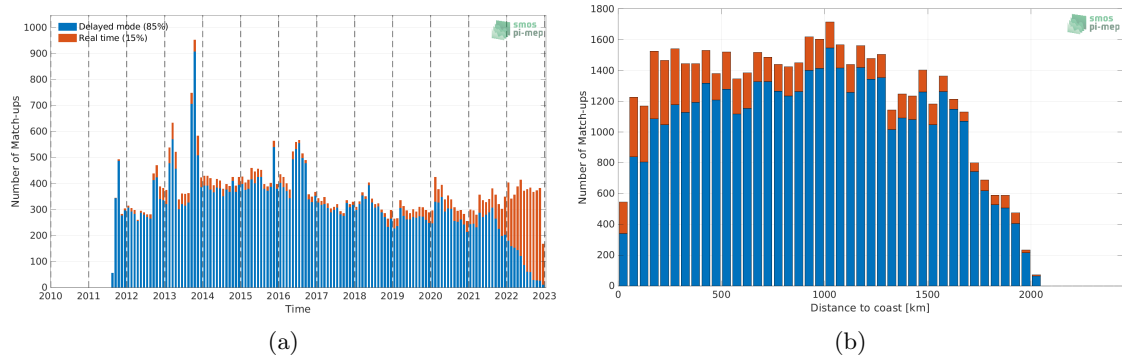 Delayed mode (85%)
Real time (15%)
smos
pi-mep
1000
900
800
700
600
500
400
300
200
100
0
Number of Match-ups
2010 2011 2012 2013 2014 2015 2016 2017 2018 2019 2020 2021 2022 2023
Time
(a)
smos
pi-mep
1800
1600
1400
1200
1000
800
600
400
200
0
Number of Match-ups
0 500 1000 1500 2000
Distance to coast [km]
(b)